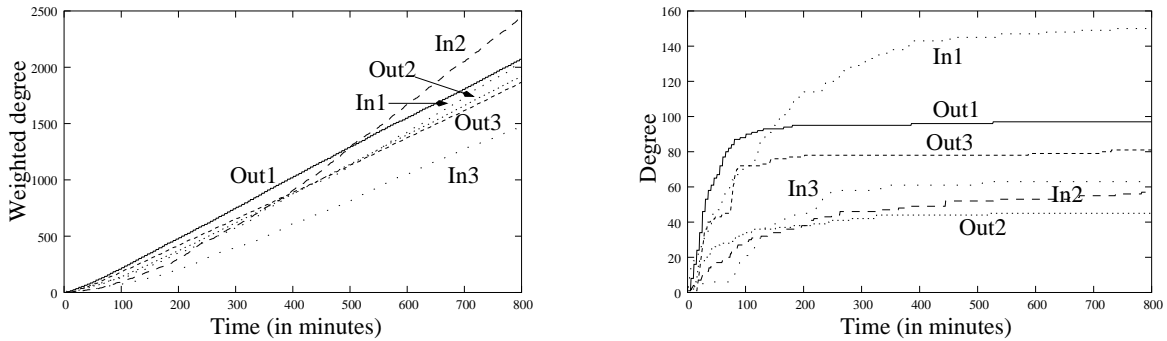 2500
2000
1500
1000
500
0
Weighted degree
0 100 200 300 400 500 600 700 800
Time (in minutes)
In2
Out2
In1
Out3
Out1
In3
160
140
120
100
80
60
40
20
0
Degree
0 100 200 300 400 500 600 700 800
Time (in minutes)
In1
Out1
Out3
In3
In2
Out2